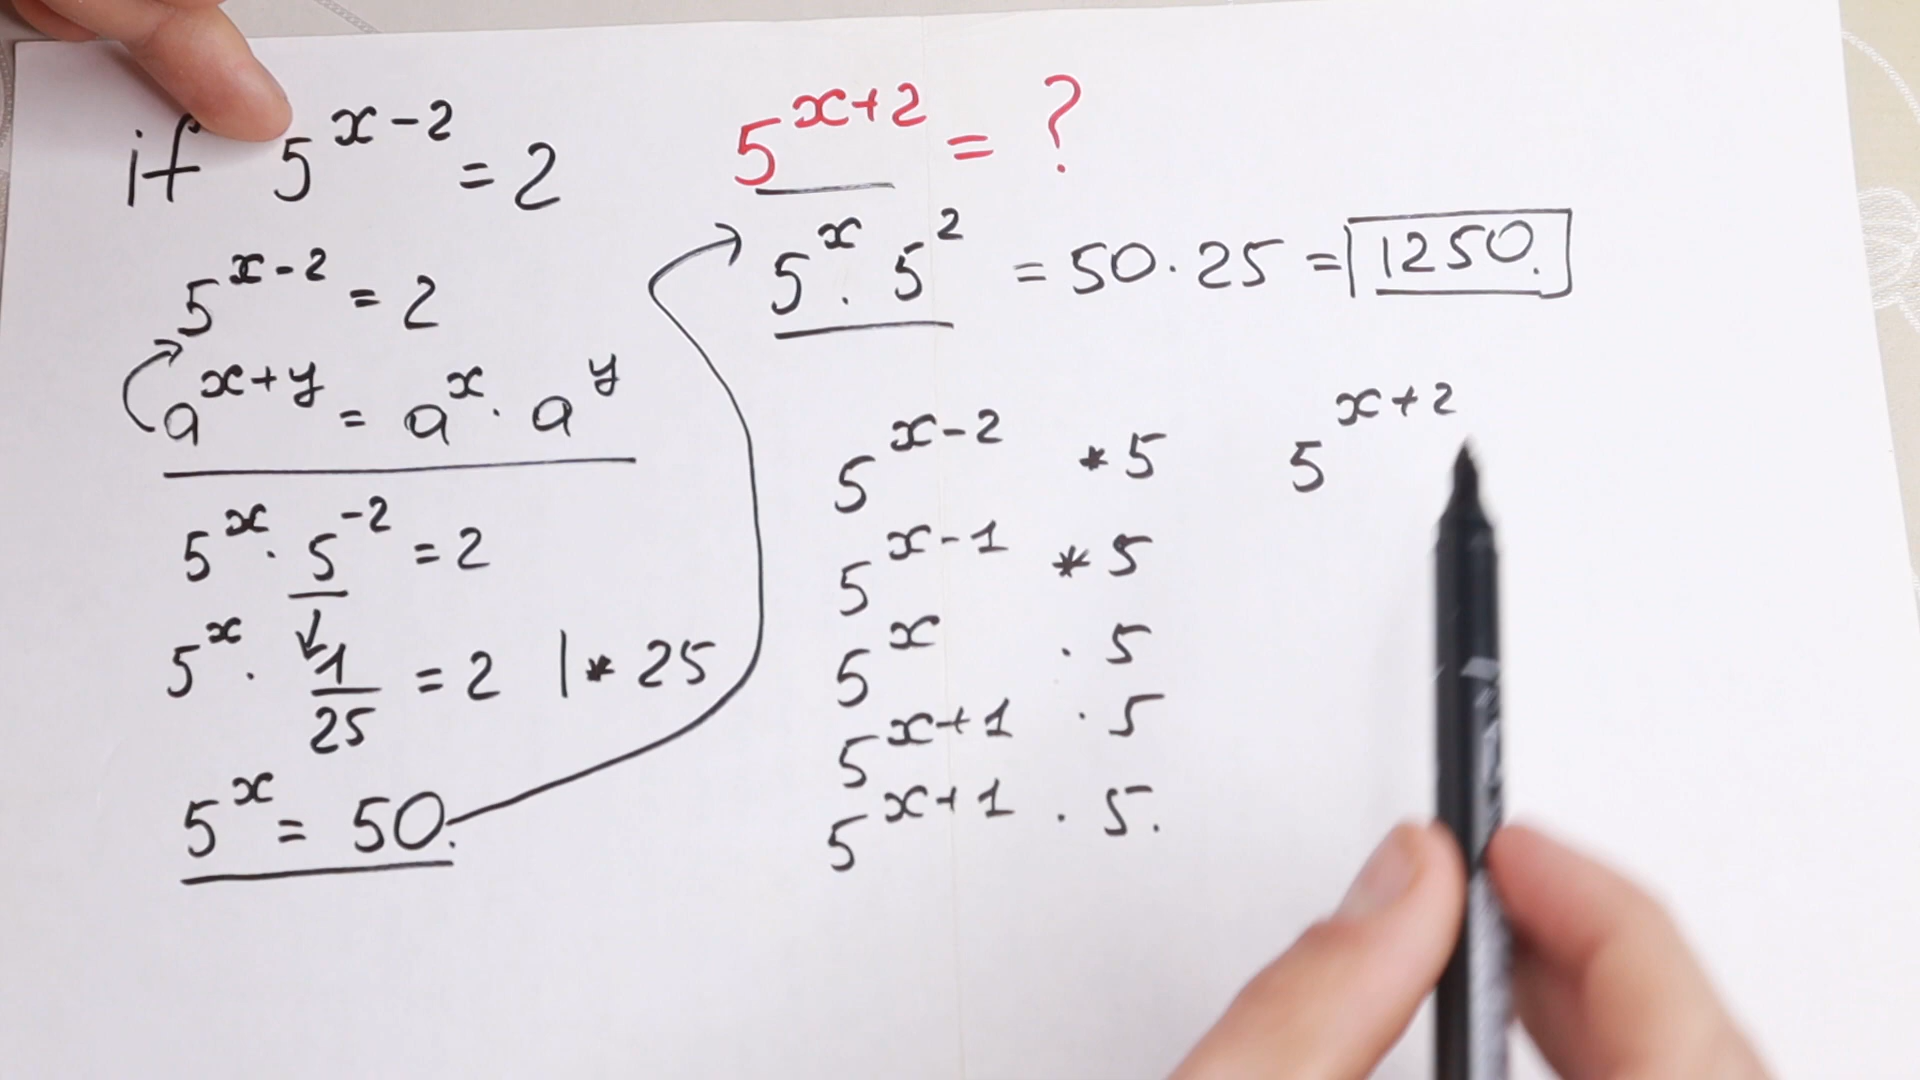 if 5^{x-2} = 2
5^{x-2} = 2
a^{x+y} = a^x · a^y
5^x · 5^{-2} = 2
5^x · 1/25 = 2 | * 25
5^x = 50.
5^{x+2} = ?
5^x · 5^2 = 50 · 25 = 1250.
5^{x-2} * 5
5^{x-1} * 5
5^x · 5
5^{x+1} · 5
5^{x+1} · 5.
5^{x+2}